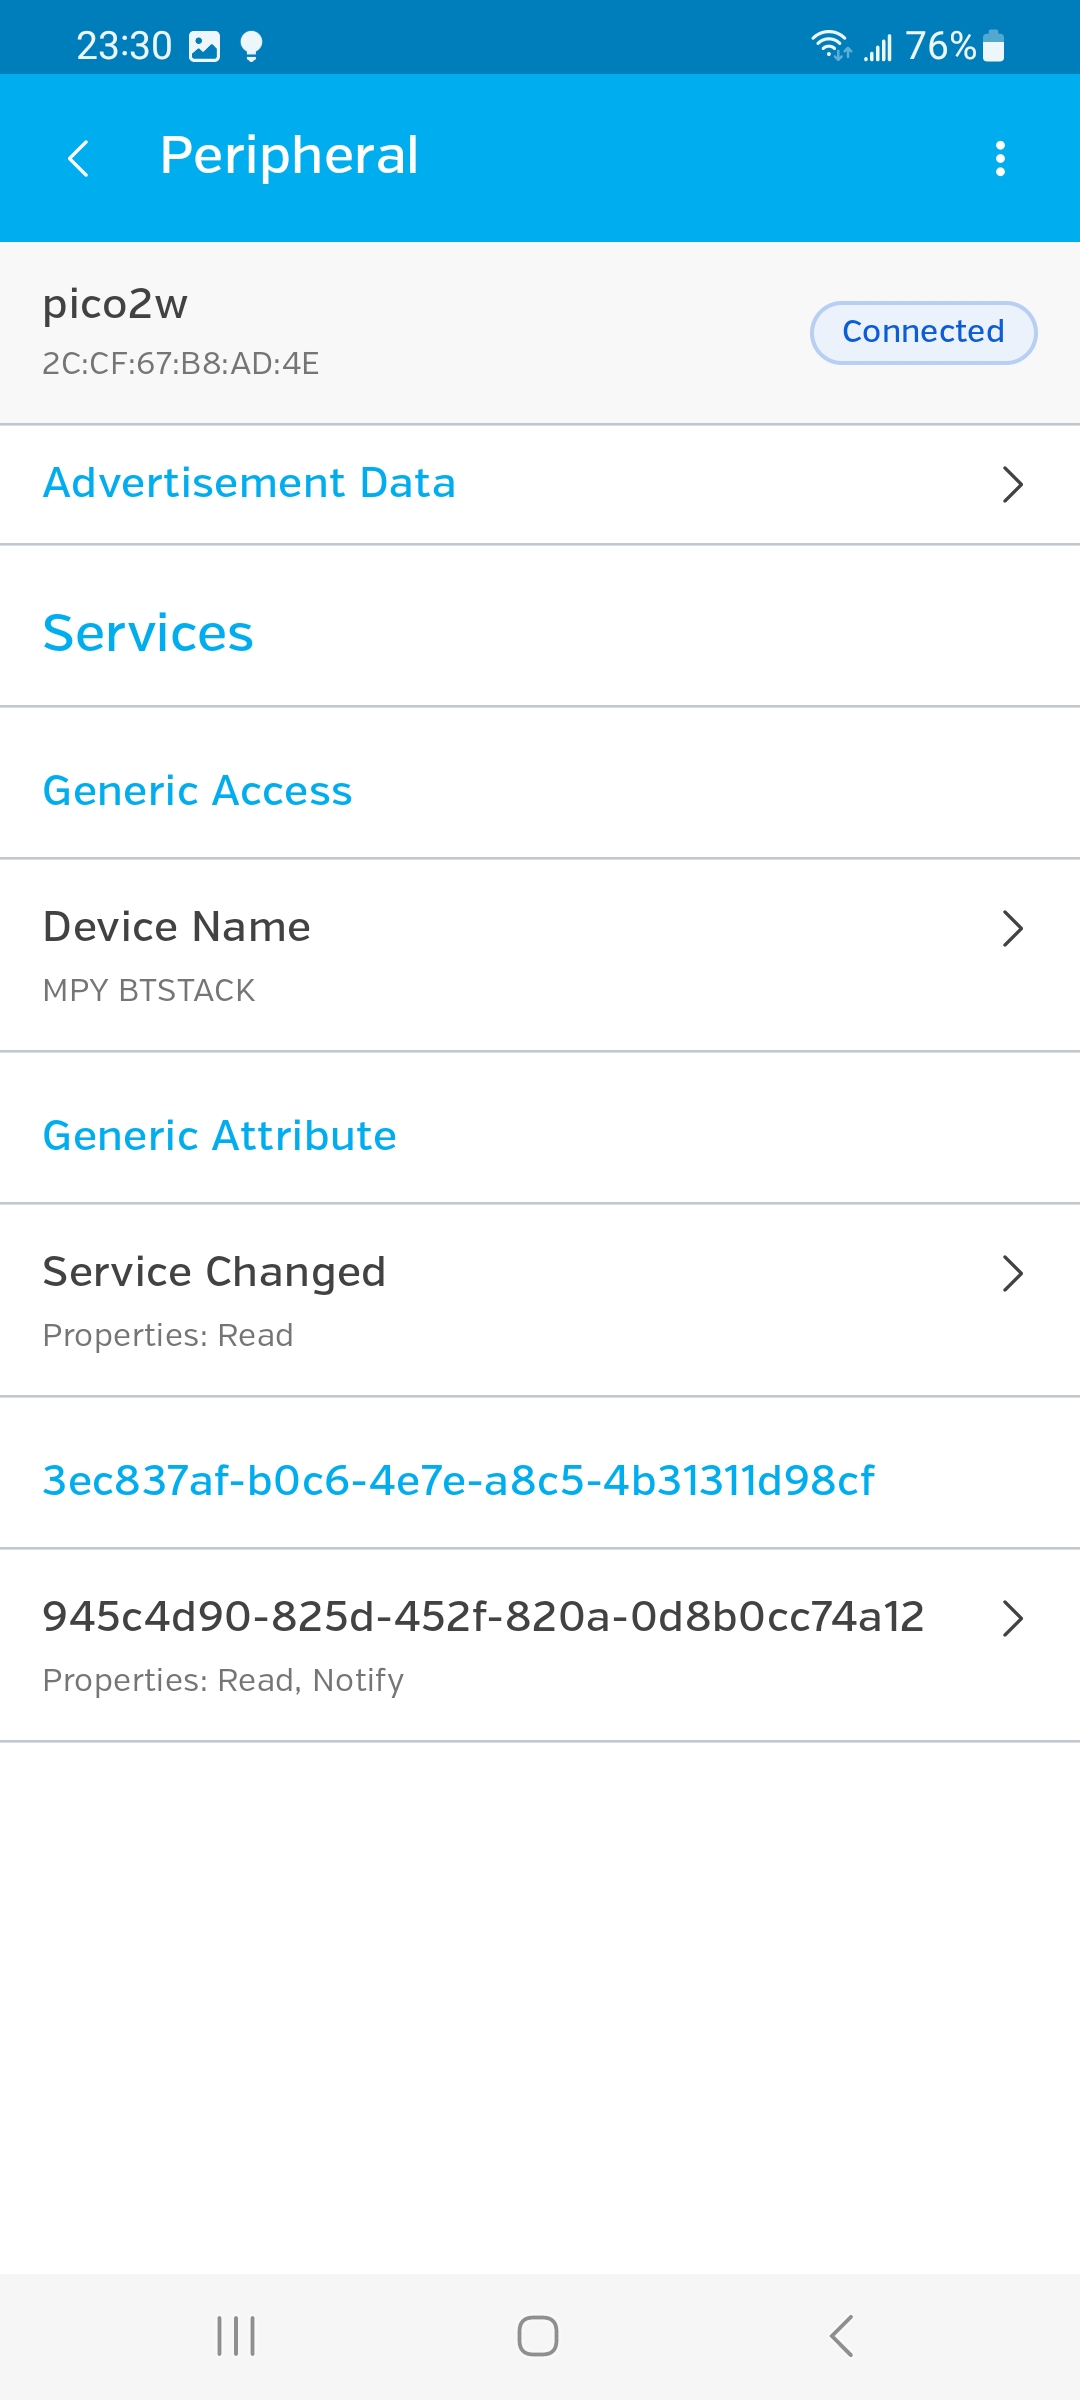 23:30 76%
Peripheral
pico2w
Connected
2C:CF:67:B8:AD:4E
Advertisement Data
Services
Generic Access
Device Name
MPY BTSTACK
Generic Attribute
Service Changed
Properties: Read
3ec837af-b0c6-4e7e-a8c5-4b31311d98cf
945c4d90-825d-452f-820a-0d8b0cc74a12
Properties: Read, Notify